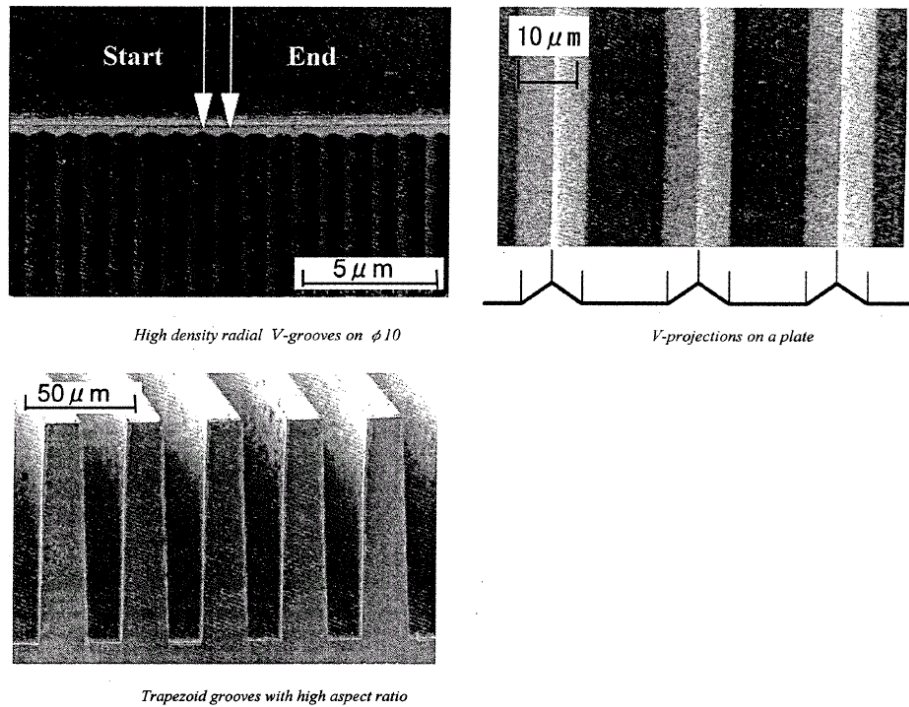 Start End
5 μm
High density radial V-grooves on φ10
10 μm
V-projections on a plate
50 μm
Trapezoid grooves with high aspect ratio